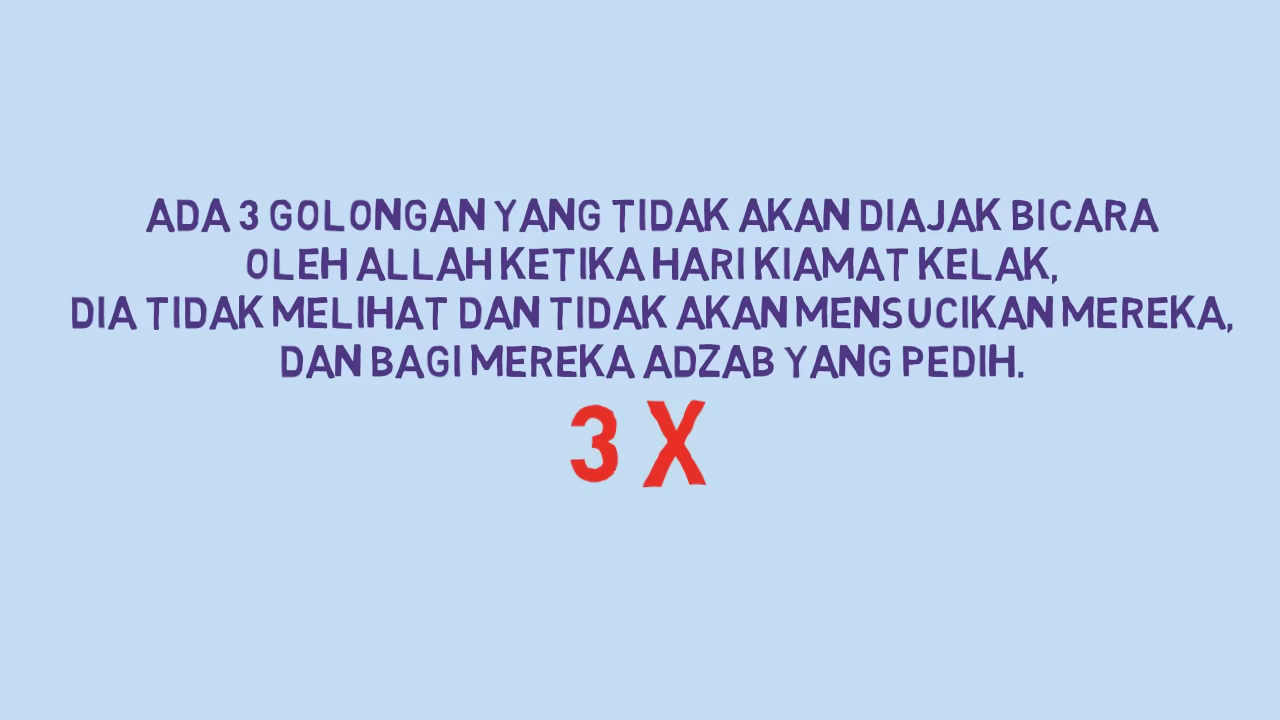 ADA 3 GOLONGAN YANG TIDAK AKAN DIAJAK BICARA
OLEH ALLAH KETIKA HARI KIAMAT KELAK,
DIA TIDAK MELIHAT DAN TIDAK AKAN MENSUCIKAN MEREKA,
DAN BAGI MEREKA ADZAB YANG PEDIH.
3 X